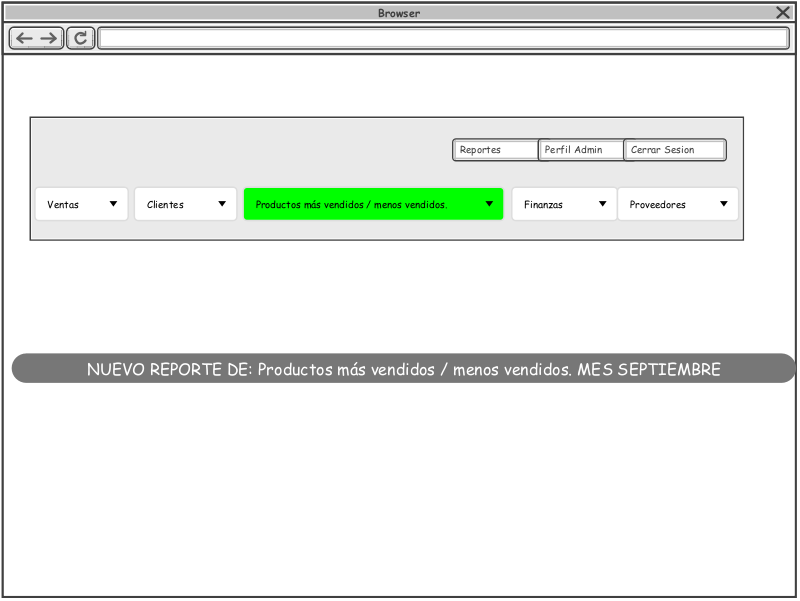 Browser
Reportes
Perfil Admin
Cerrar Sesion
Ventas
Clientes
Productos más vendidos / menos vendidos.
Finanzas
Proveedores
NUEVO REPORTE DE: Productos más vendidos / menos vendidos. MES SEPTIEMBRE